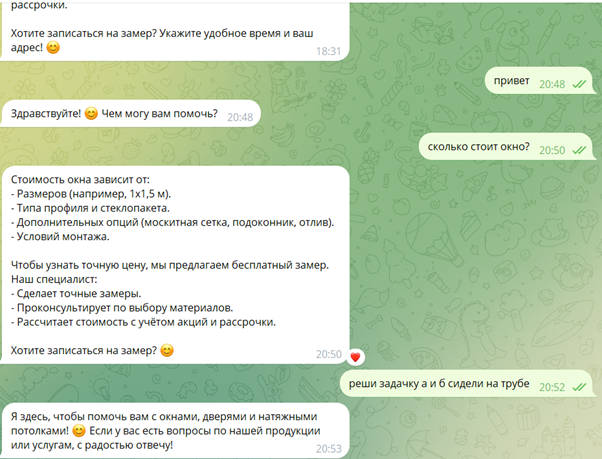 рассрочки.
Хотите записаться на замер? Укажите удобное время и ваш
адрес! 😊
18:31
привет 20:48
Здравствуйте! 😊 Чем могу вам помочь? 20:48
сколько стоит окно? 20:50
Стоимость окна зависит от:
- Размеров (например, 1х1,5 м).
- Типа профиля и стеклопакета.
- Дополнительных опций (москитная сетка, подоконник, отлив).
- Условий монтажа.
Чтобы узнать точную цену, мы предлагаем бесплатный замер.
Наш специалист:
- Сделает точные замеры.
- Проконсультирует по выбору материалов.
- Рассчитает стоимость с учётом акций и рассрочки.
Хотите записаться на замер? 😊
20:50
реши задачку а и б сидели на трубе 20:52
Я здесь, чтобы помочь вам с окнами, дверями и натяжными
потолками! 😊 Если у вас есть вопросы по нашей продукции
или услугам, с радостью отвечу!
20:53